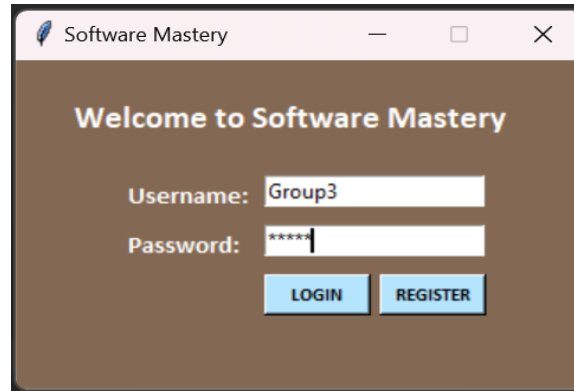 Software Mastery
Welcome to Software Mastery
Username: Group3
Password: *****
LOGIN REGISTER